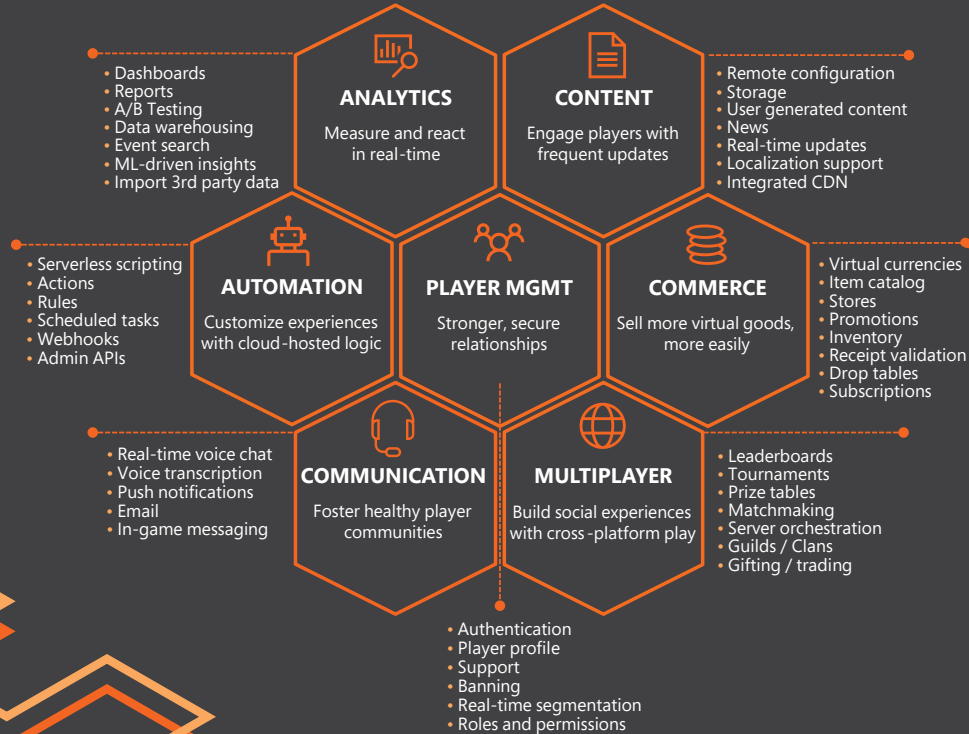 • Dashboards
• Reports
• A/B Testing
• Data warehousing
• Event search
• ML-driven insights
• Import 3rd party data
ANALYTICS
Measure and react
in real-time
CONTENT
Engage players with
frequent updates
• Remote configuration
• Storage
• User generated content
• News
• Real-time updates
• Localization support
• Integrated CDN
• Serverless scripting
• Actions
• Rules
• Scheduled tasks
• Webhooks
• Admin APIs
AUTOMATION
Customize experiences
with cloud-hosted logic
PLAYER MGMT
Stronger, secure
relationships
COMMERCE
Sell more virtual goods,
more easily
• Virtual currencies
• Item catalog
• Stores
• Promotions
• Inventory
• Receipt validation
• Drop tables
• Subscriptions
• Real-time voice chat
• Voice transcription
• Push notifications
• Email
• In-game messaging
COMMUNICATION
Foster healthy player
communities
MULTIPLAYER
Build social experiences
with cross-platform play
• Leaderboards
• Tournaments
• Prize tables
• Matchmaking
• Server orchestration
• Guilds / Clans
• Gifting / trading
• Authentication
• Player profile
• Support
• Banning
• Real-time segmentation
• Roles and permissions